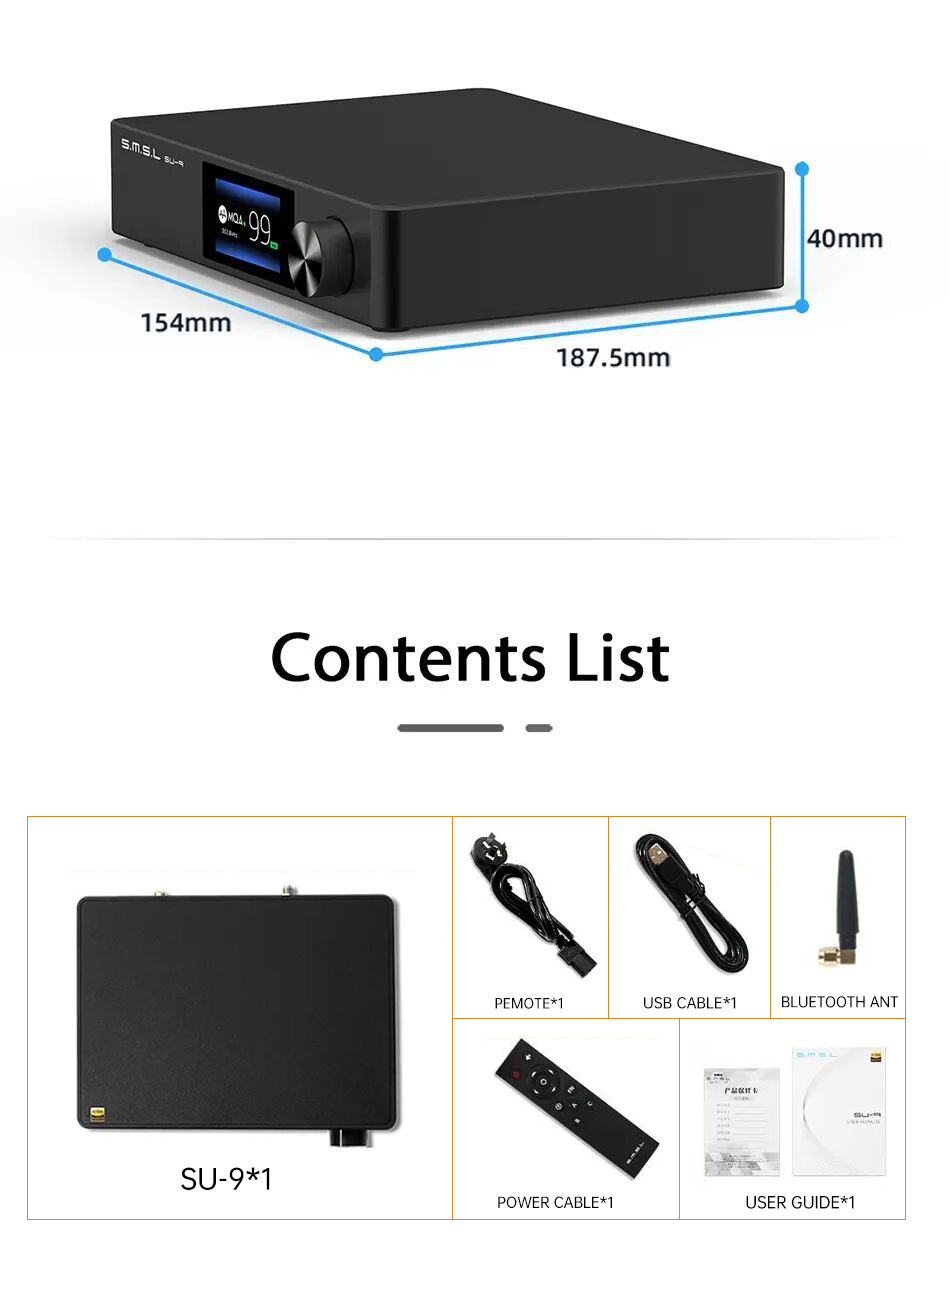 S.M.S.L SU-9
MQA
99
40mm
154mm
187.5mm
Contents List
SU-9*1
PEMOTE*1
USB CABLE*1
BLUETOOTH ANT
S.M.S.L
POWER CABLE*1
产品保修卡
S.M.S.L
SU-9
USER MANUAL
USER GUIDE*1